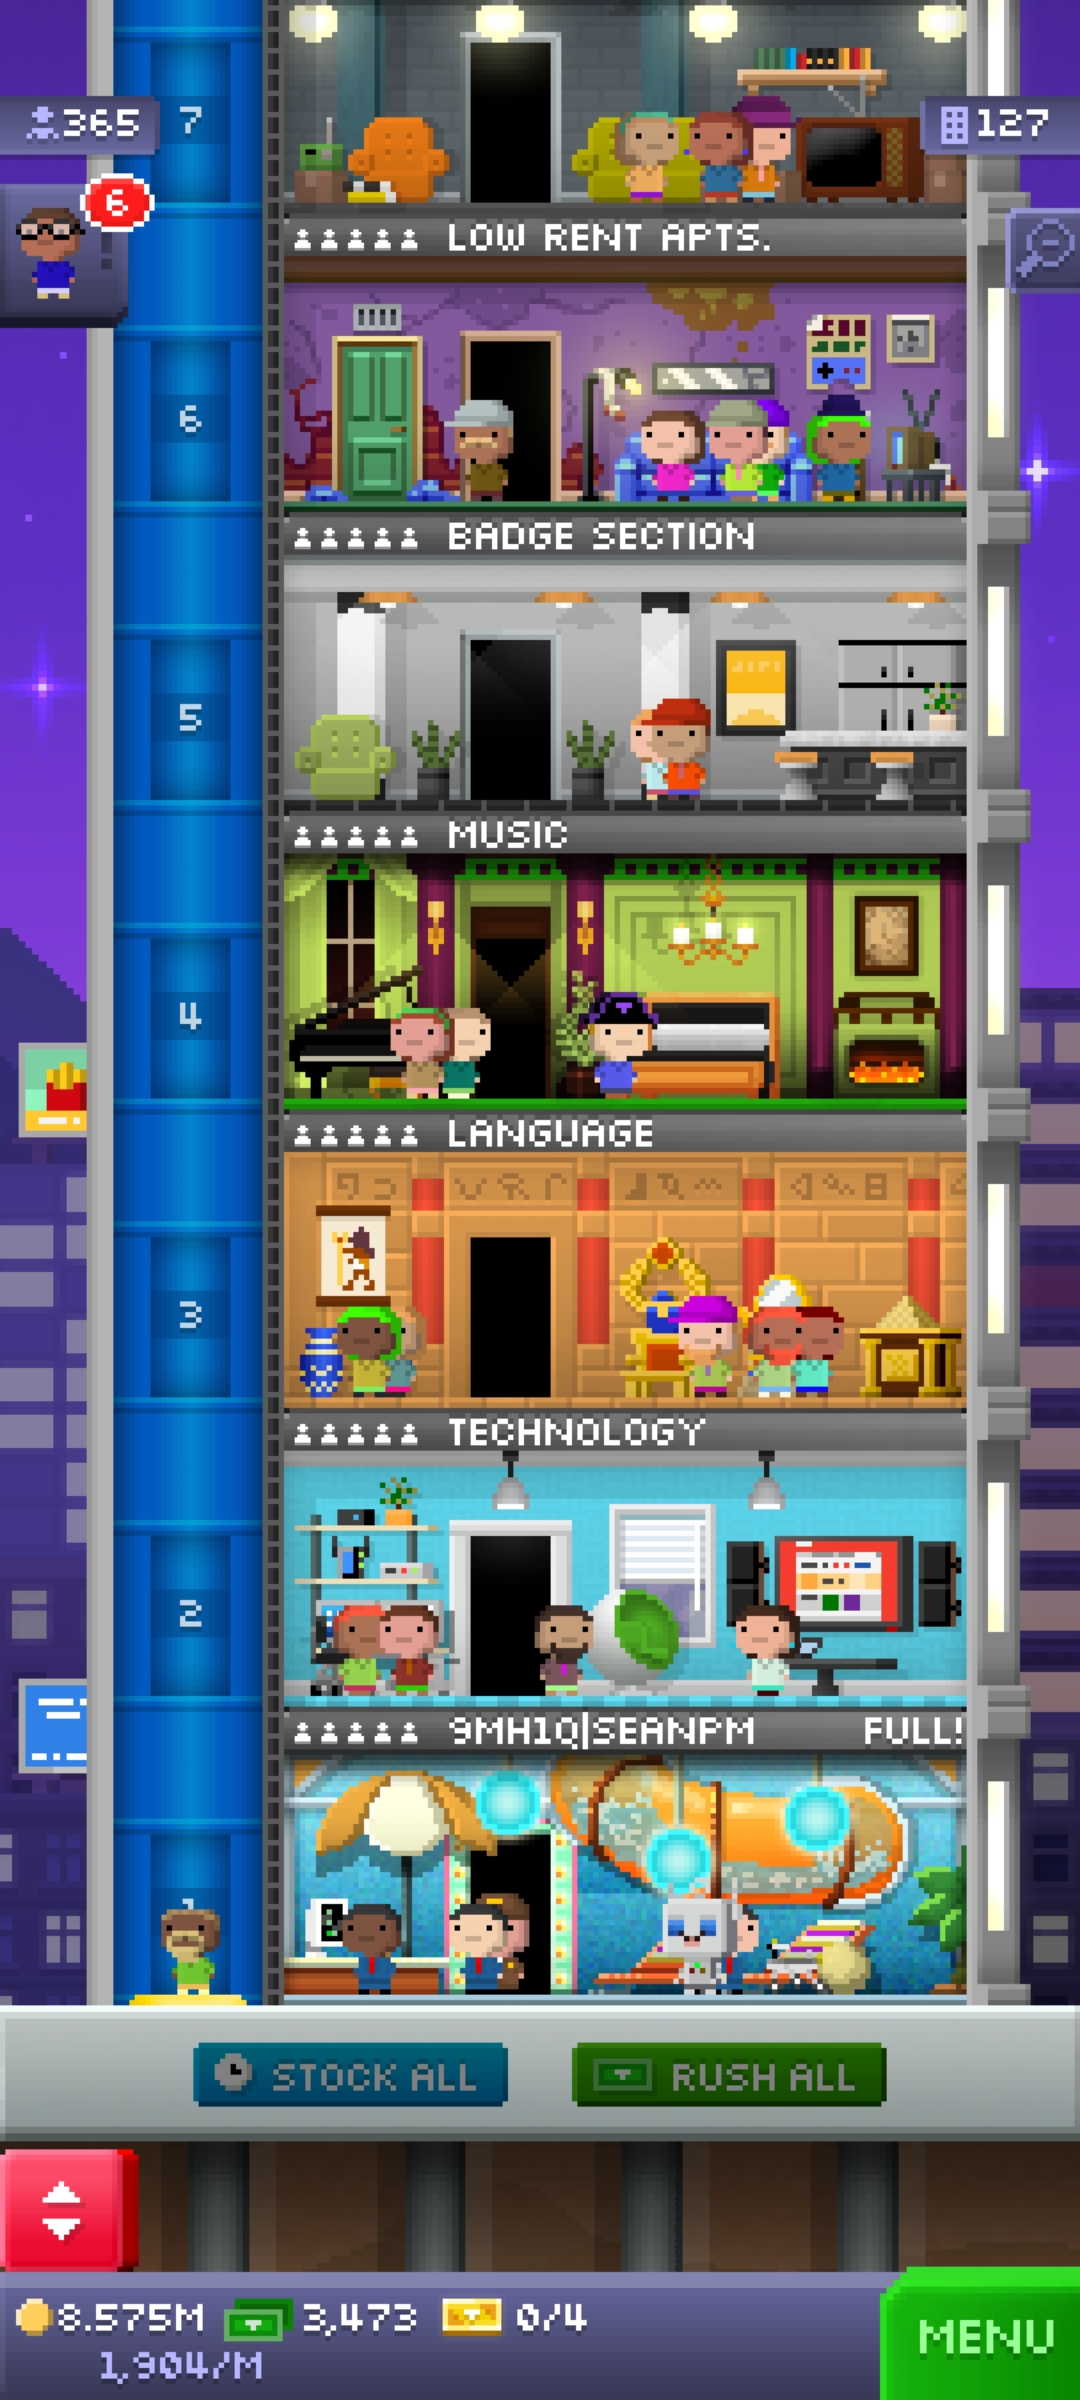 365
7
127
6
LOW RENT APTS.
6
BADGE SECTION
5
MUSIC
4
LANGUAGE
3
TECHNOLOGY
2
9MH1Q|SEANPM FULL!
STOCK ALL
RUSH ALL
8.575M 3,473 0/4
1,904/M
MENU